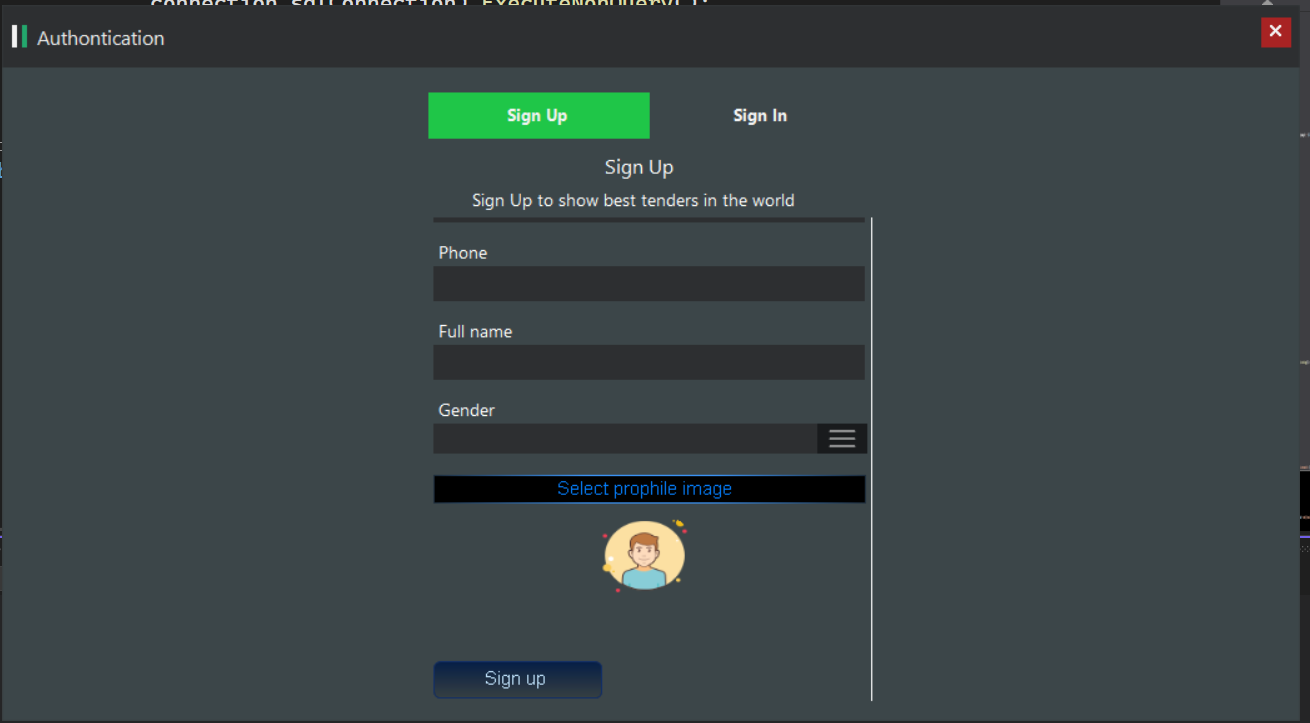 connection.sqlConnection).ExecuteNonQuery();
Authontication
Sign Up
Sign In
Sign Up
Sign Up to show best tenders in the world
Phone
Full name
Gender
Select prophile image
Sign up